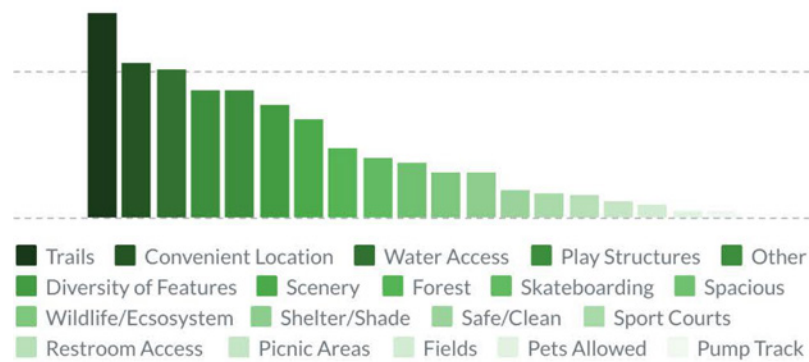 Trails Convenient Location Water Access Play Structures Other
Diversity of Features Scenery Forest Skateboarding Spacious
Wildlife/Ecsosystem Shelter/Shade Safe/Clean Sport Courts
Restroom Access Picnic Areas Fields Pets Allowed Pump Track